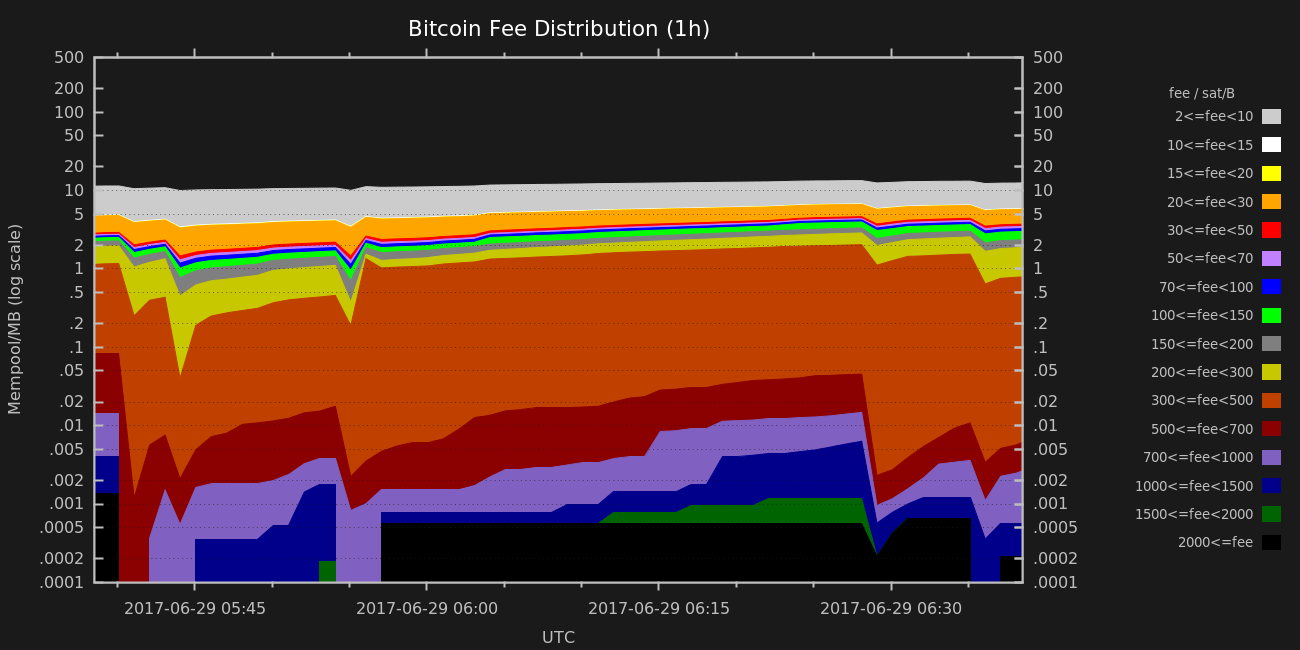 Bitcoin Fee Distribution (1h)
Mempool/MB (log scale)
500
200
100
50
20
10
5
2
1
.5
.2
.1
.05
.02
.01
.005
.002
.001
.0005
.0002
.0001
500
200
100
50
20
10
5
2
1
.5
.2
.1
.05
.02
.01
.005
.002
.001
.0005
.0002
.0001
2017-06-29 05:45 2017-06-29 06:00 2017-06-29 06:15 2017-06-29 06:30
UTC
fee / sat/B
2<=fee<10
10<=fee<15
15<=fee<20
20<=fee<30
30<=fee<50
50<=fee<70
70<=fee<100
100<=fee<150
150<=fee<200
200<=fee<300
300<=fee<500
500<=fee<700
700<=fee<1000
1000<=fee<1500
1500<=fee<2000
2000<=fee